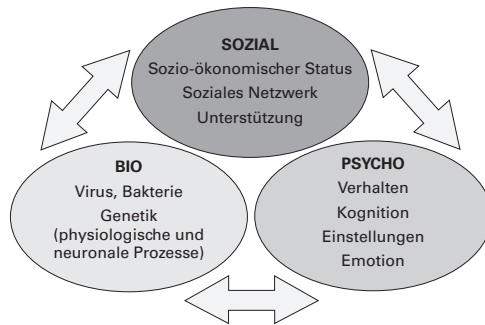 SOZIAL
Sozio-ökonomischer Status
Soziales Netzwerk
Unterstützung
BIO
Virus, Bakterie
Genetik
(physiologische und
neuronale Prozesse)
PSYCHO
Verhalten
Kognition
Einstellungen
Emotion